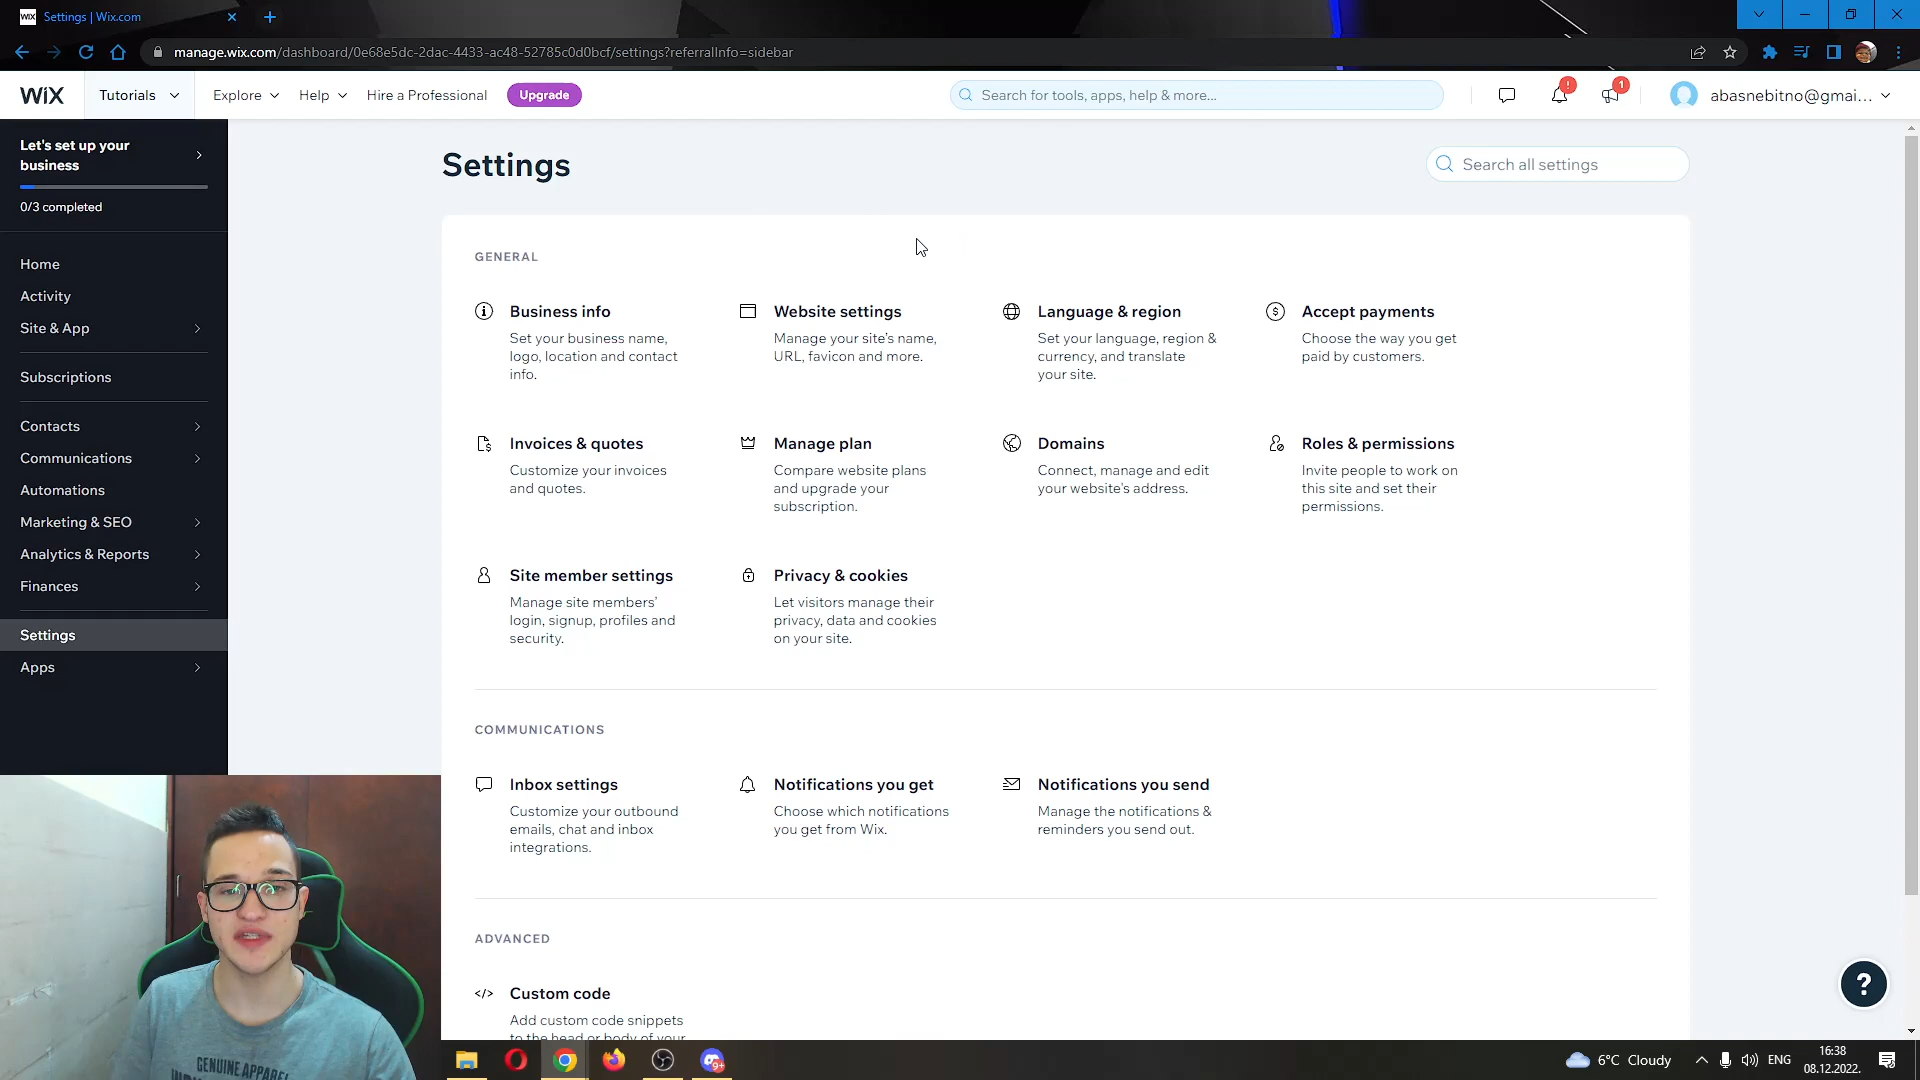 WIX Settings | Wix.com
manage.wix.com/dashboard/0e68e5dc-2dac-4433-ac48-52785c0d0bcf/settings?referralInfo=sidebar
WIX Tutorials Explore Help Hire a Professional Upgrade Search for tools, apps, help & more... ! 1 abasnebitno@gmai...
Let's set up your
business
0/3 completed
Home
Activity
Site & App
Subscriptions
Contacts
Communications
Automations
Marketing & SEO
Analytics & Reports
Finances
Settings
Apps
Settings
Search all settings
GENERAL
Business info
Set your business name,
logo, location and contact
info.
Website settings
Manage your site's name,
URL, favicon and more.
Language & region
Set your language, region &
currency, and translate
your site.
Accept payments
Choose the way you get
paid by customers.
Invoices & quotes
Customize your invoices
and quotes.
Manage plan
Compare website plans
and upgrade your
subscription.
Domains
Connect, manage and edit
your website's address.
Roles & permissions
Invite people to work on
this site and set their
permissions.
Site member settings
Manage site members'
login, signup, profiles and
security.
Privacy & cookies
Let visitors manage their
privacy, data and cookies
on your site.
COMMUNICATIONS
Inbox settings
Customize your outbound
emails, chat and inbox
integrations.
Notifications you get
Choose which notifications
you get from Wix.
Notifications you send
Manage the notifications &
reminders you send out.
ADVANCED
</> Custom code
Add custom code snippets
to the head or body of your
?
GENUINE APPAREL
9+
6°C Cloudy
ENG
16:38
08.12.2022.